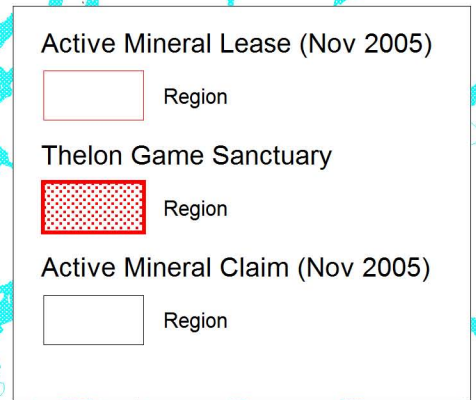 Active Mineral Lease (Nov 2005)
Region
Thelon Game Sanctuary
Region
Active Mineral Claim (Nov 2005)
Region